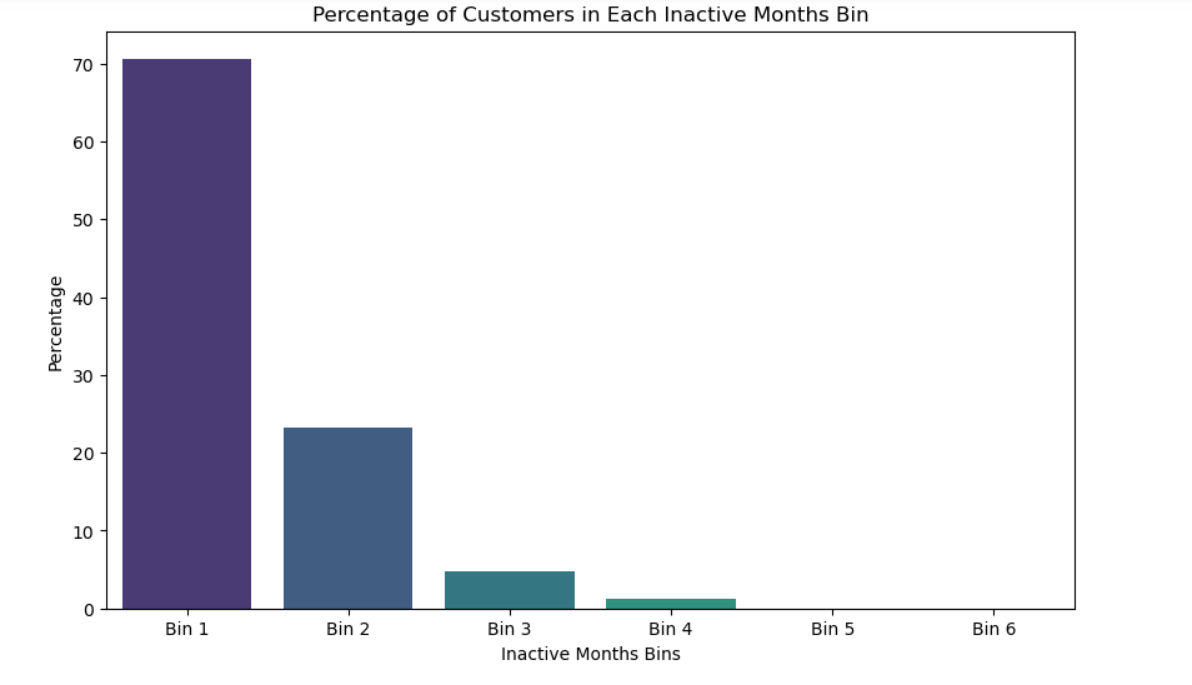 Percentage of Customers in Each Inactive Months Bin
70
60
50
40
30
20
10
0
Percentage
Bin 1 Bin 2 Bin 3 Bin 4 Bin 5 Bin 6
Inactive Months Bins